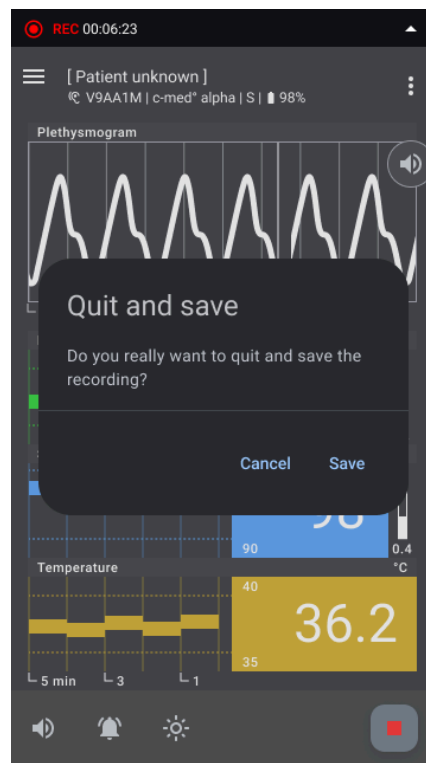 REC 00:06:23
[ Patient unknown ]
V9AA1M | c-med° alpha | S | 98%
Plethysmogram
Quit and save
Do you really want to quit and save the
recording?
Cancel Save
90
0.4
Temperature
°C
40
36.2
35
5 min 3 1